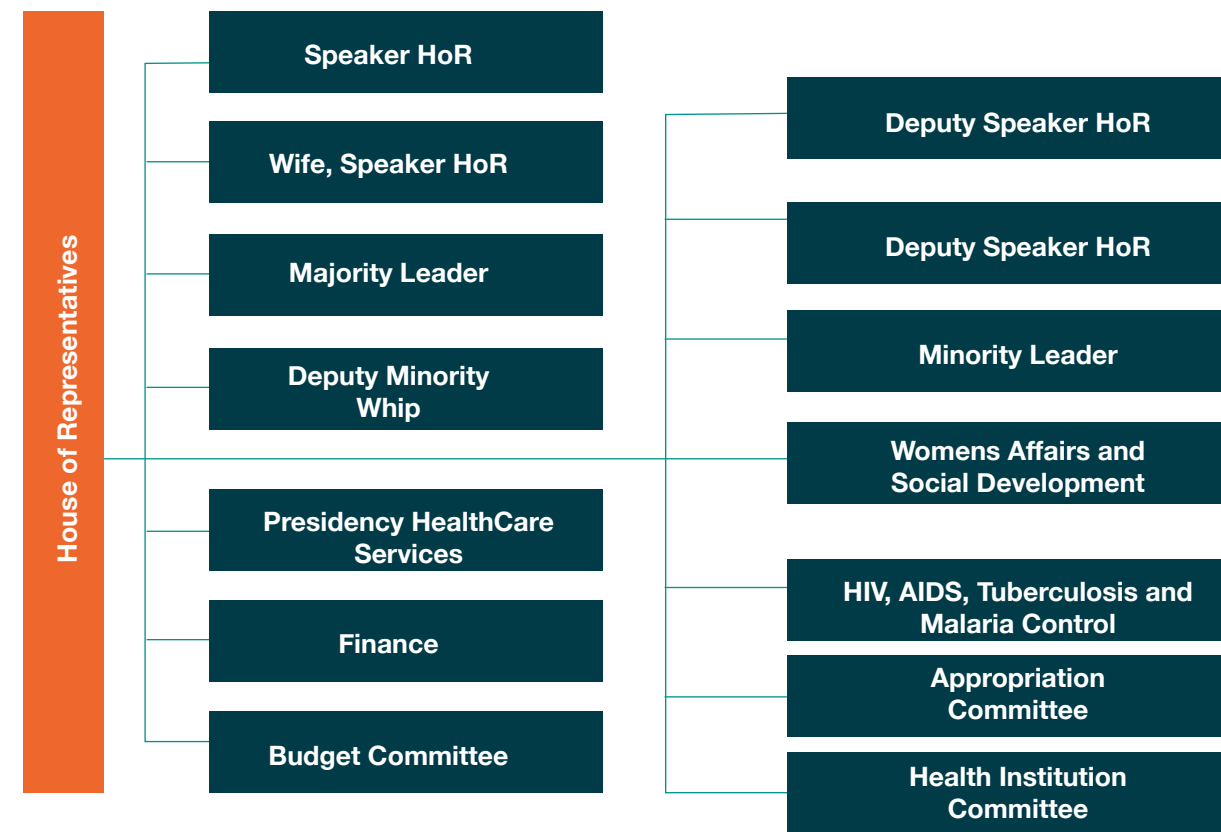 House of Representatives
Speaker HoR
Wife, Speaker HoR
Majority Leader
Deputy Minority
Whip
Presidency HealthCare
Services
Finance
Budget Committee
Deputy Speaker HoR
Deputy Speaker HoR
Minority Leader
Womens Affairs and
Social Development
HIV, AIDS, Tuberculosis and
Malaria Control
Appropriation
Committee
Health Institution
Committee